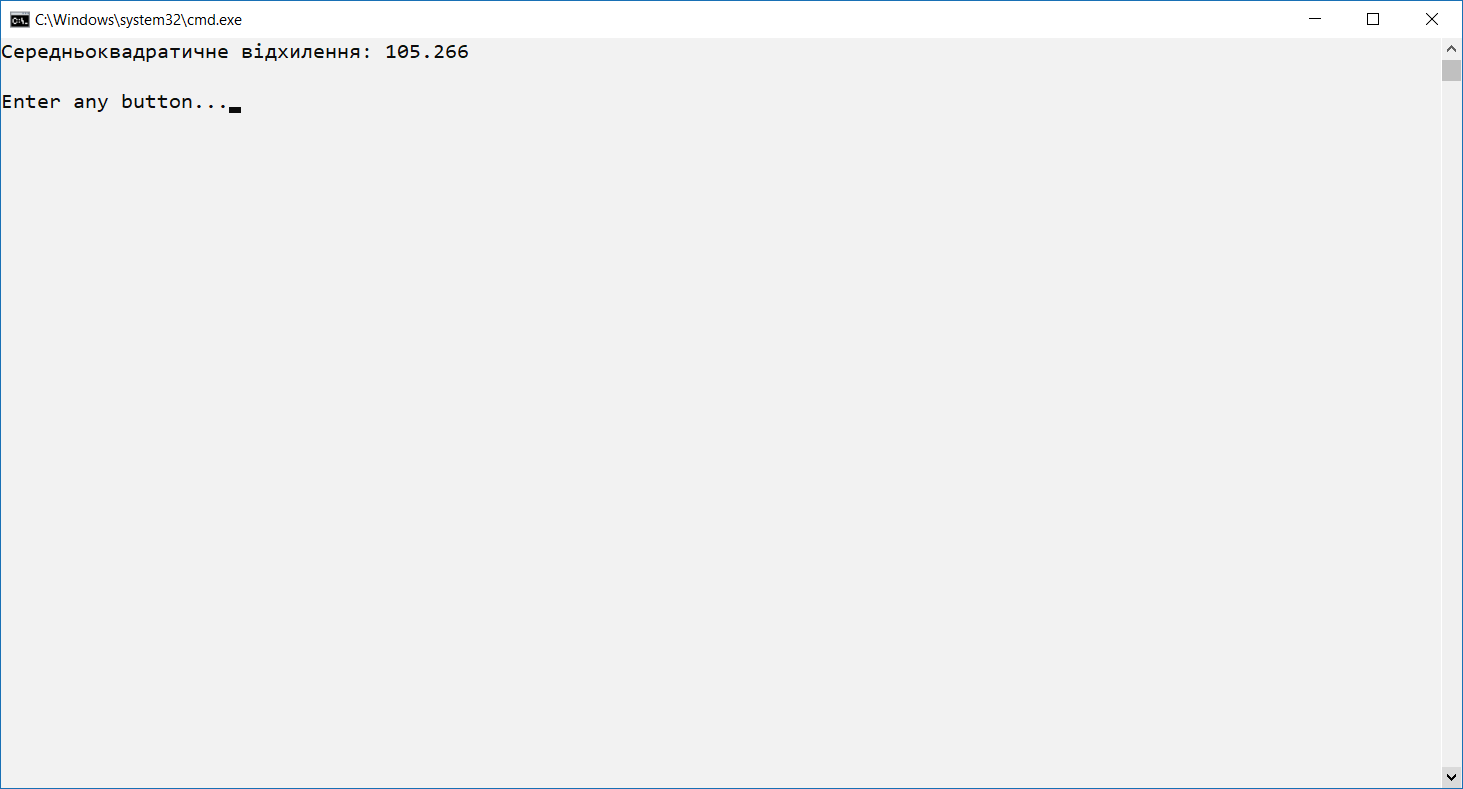 C:\Windows\system32\cmd.exe
Середньоквадратичне відхилення: 105.266
Enter any button...